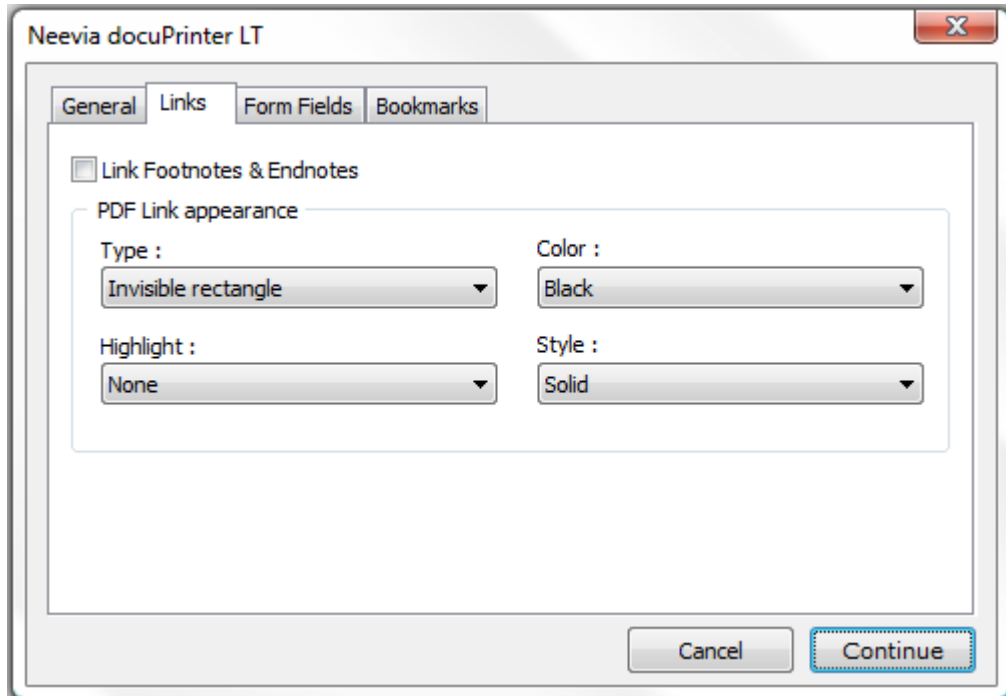 Neevia docuPrinter LT
General Links Form Fields Bookmarks
Link Footnotes & Endnotes
PDF Link appearance
Type : Color :
Invisible rectangle Black
Highlight : Style :
None Solid
Cancel Continue